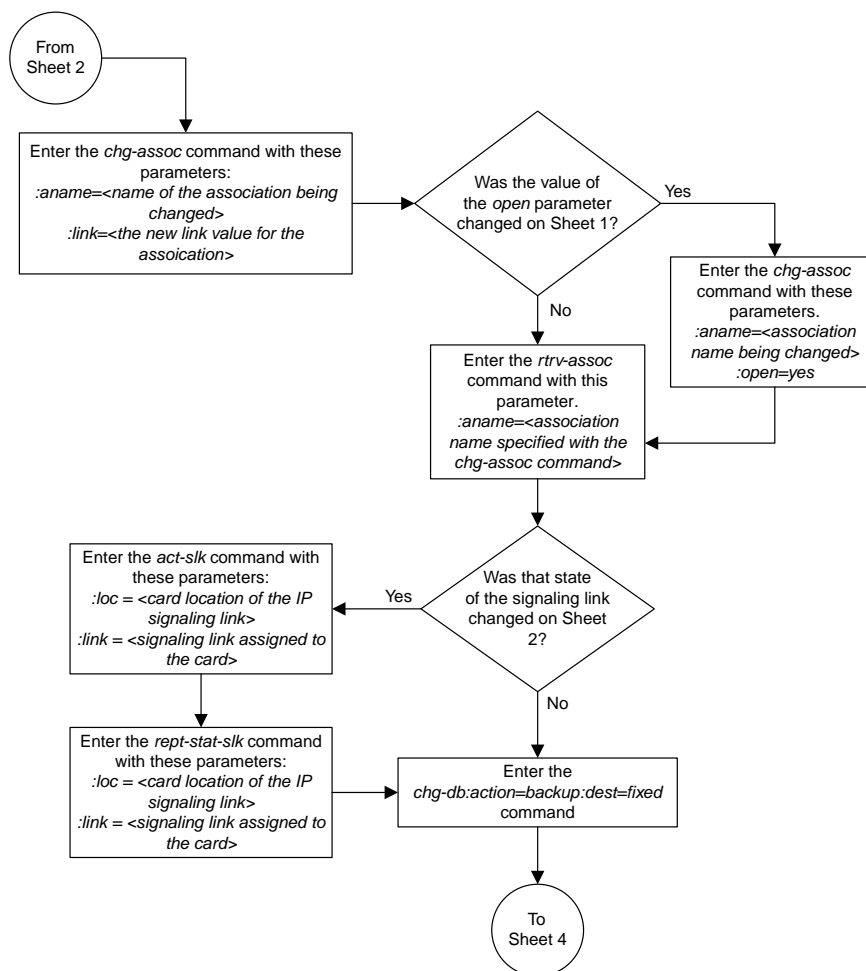 From
Sheet 2
Enter the chg-assoc command with these
parameters:
:aname=<name of the association being
changed>
:link=<the new link value for the
assoication>
Was the value of
the open parameter
changed on Sheet 1?
Yes
No
Enter the chg-assoc
command with these
parameters.
:aname=<association
name being changed>
:open=yes
Enter the rtrv-assoc
command with this
parameter.
:aname=<association
name specified with the
chg-assoc command>
Was that state
of the signaling link
changed on Sheet
2?
Yes
No
Enter the act-slk command with
these parameters:
:loc = <card location of the IP
signaling link>
:link = <signaling link assigned to
the card>
Enter the rept-stat-slk command
with these parameters:
:loc = <card location of the IP
signaling link>
:link = <signaling link assigned to
the card>
Enter the
chg-db:action=backup:dest=fixed
command
To
Sheet 4